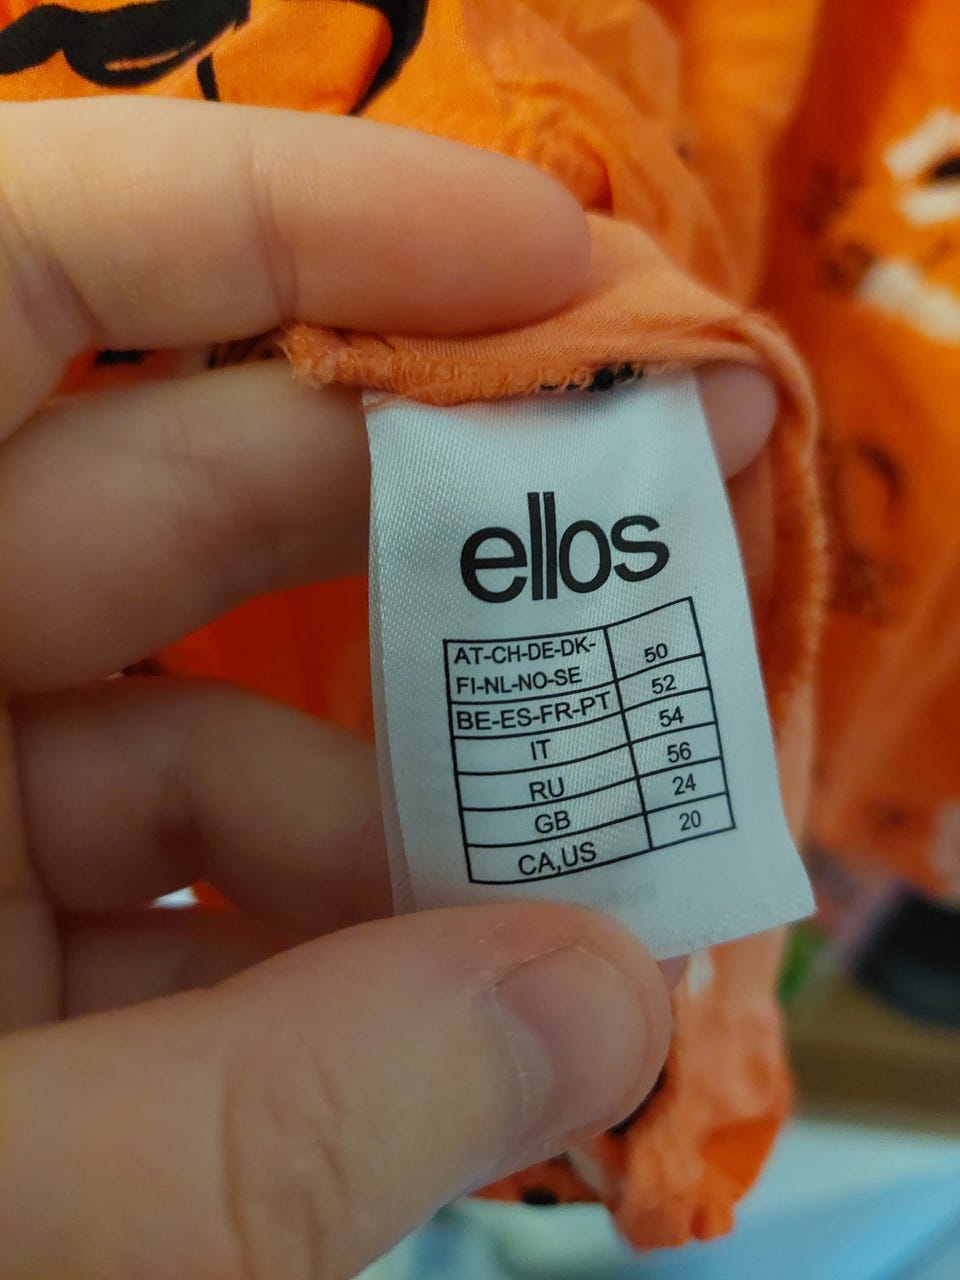 ellos
AT-CH-DE-DK- 50
FI-NL-NO-SE
BE-ES-FR-PT 52
IT 54
RU 56
GB 24
CA,US 20